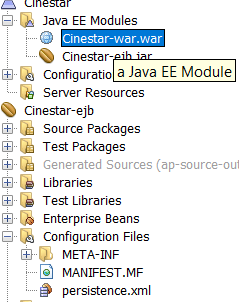 Cinestar
Java EE Modules
Cinestar-war.war
Cinestar-ejb.jar
a Java EE Module
Configuration
Server Resources
Cinestar-ejb
Source Packages
Test Packages
Generated Sources (ap-source-out
Libraries
Test Libraries
Enterprise Beans
Configuration Files
META-INF
MANIFEST.MF
persistence.xml